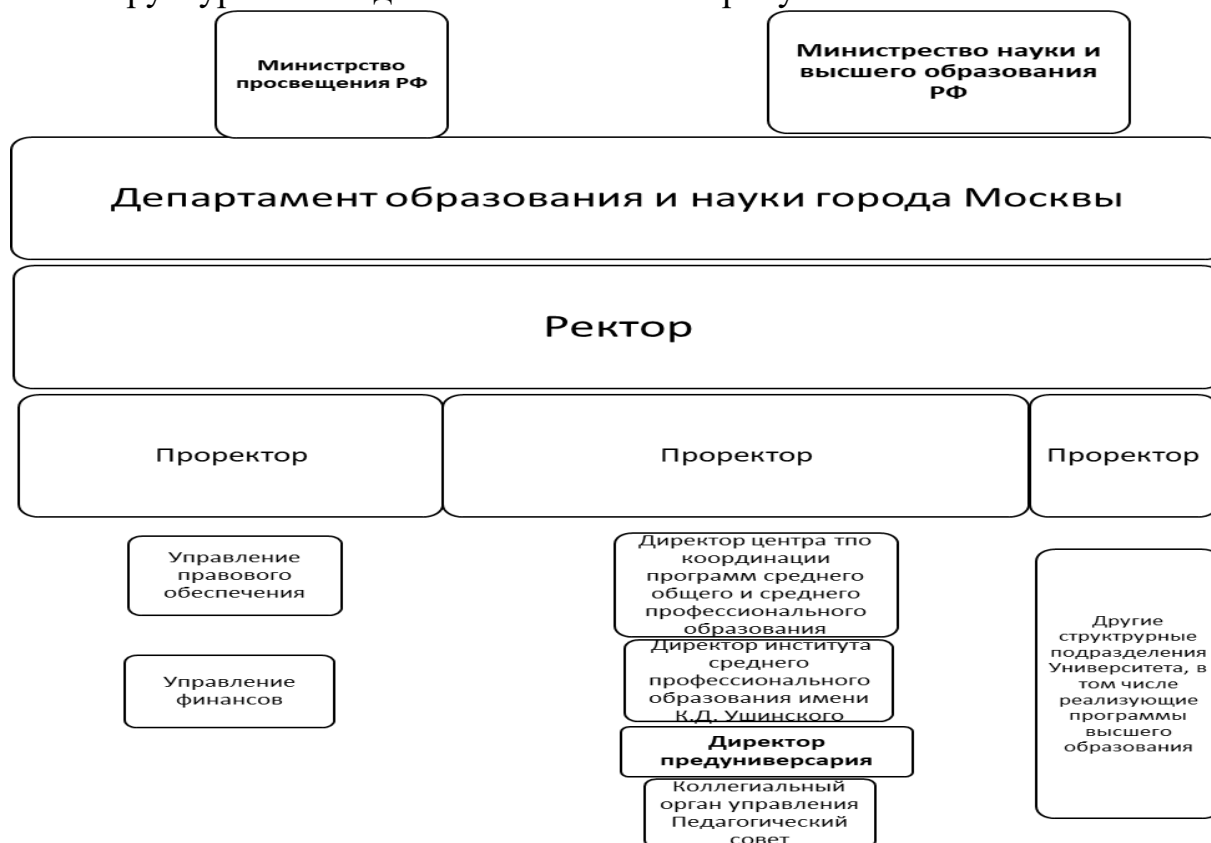 Министрство
просвещения РФ
Министрество науки и
высшего образования
РФ
Департамент образования и науки города Москвы
Ректор
Проректор
Проректор
Проректор
Управление
правового
обеспечения
Управление
финансов
Директор центра тпо
координации
программ среднего
общего и среднего
профессионального
образования
Директор института
среднего
профессионального
образования имени
К.Д. Ушинского
Директор
предуниверсария
Коллегиальный
орган управления
Педагогический
совет
Другие
структрурные
подразделения
Университета, в
том числе
реализующие
программы
высшего
образования